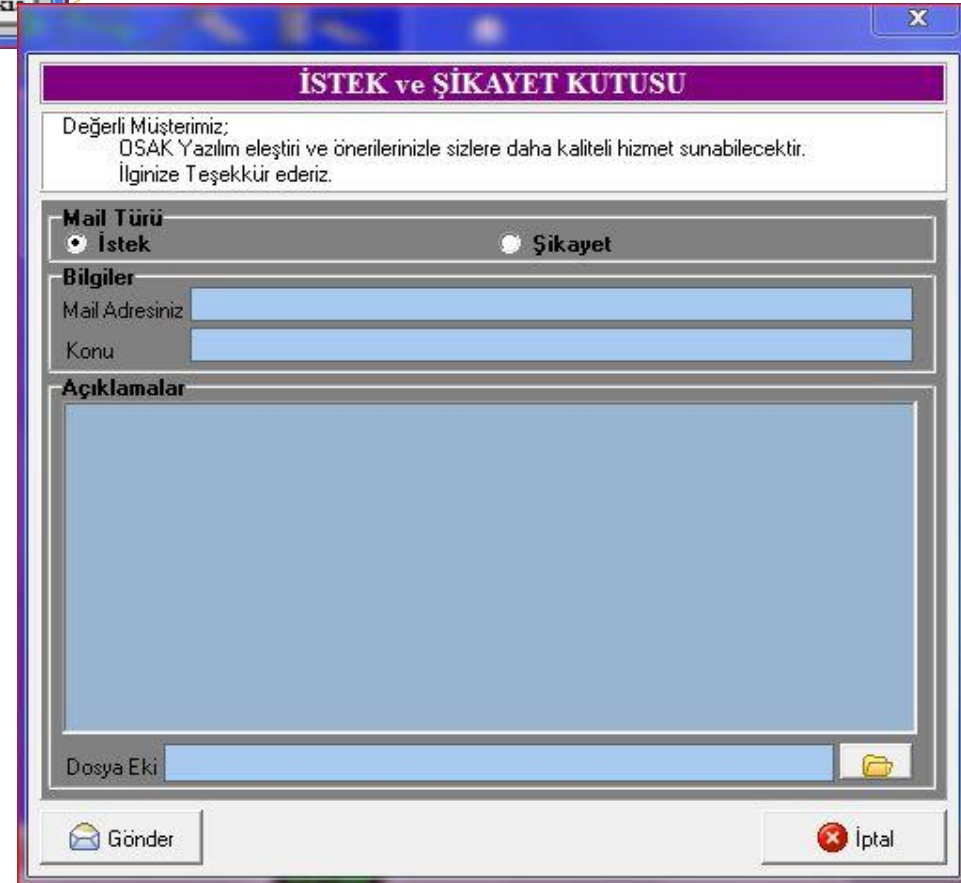 İSTEK ve ŞİKAYET KUTUSU
Değerli Müşterimiz;
OSAK Yazılım eleştiri ve önerilerinizle sizlere daha kaliteli hizmet sunabilecektir.
İlginize Teşekkür ederiz.
Mail Türü
İstek Şikayet
Bilgiler
Mail Adresiniz
Konu
Açıklamalar
Dosya Eki
Gönder İptal